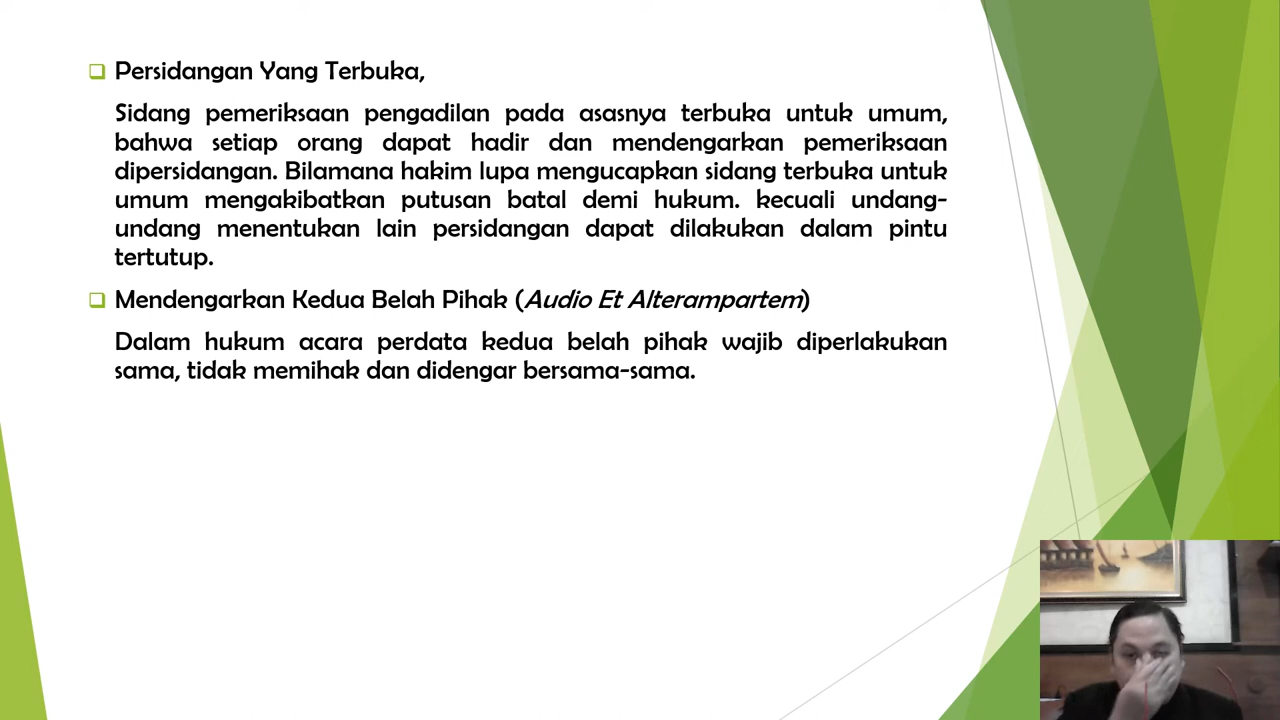 Persidangan Yang Terbuka,
Sidang pemeriksaan pengadilan pada asasnya terbuka untuk umum,
bahwa setiap orang dapat hadir dan mendengarkan pemeriksaan
dipersidangan. Bilamana hakim lupa mengucapkan sidang terbuka untuk
umum mengakibatkan putusan batal demi hukum. kecuali undang-
undang menentukan lain persidangan dapat dilakukan dalam pintu
tertutup.
Mendengarkan Kedua Belah Pihak (Audio Et Alterampartem)
Dalam hukum acara perdata kedua belah pihak wajib diperlakukan
sama, tidak memihak dan didengar bersama-sama.